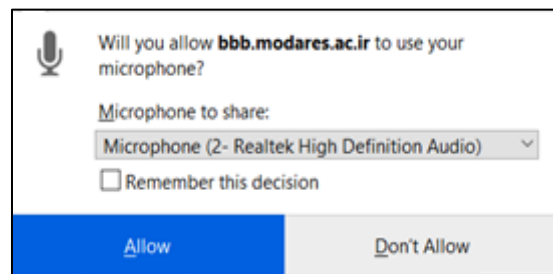 Will you allow bbb.modares.ac.ir to use your
microphone?
Microphone to share:
Microphone (2- Realtek High Definition Audio)
Remember this decision
Allow
Don't Allow